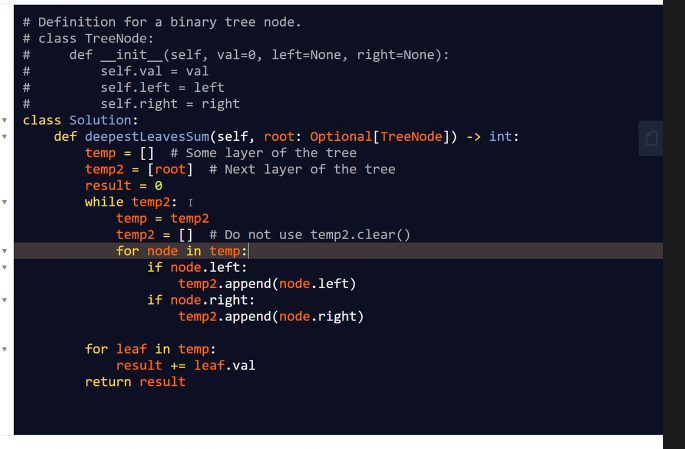 # Definition for a binary tree node.
# class TreeNode:
#     def __init__(self, val=0, left=None, right=None):
#         self.val = val
#         self.left = left
#         self.right = right
class Solution:
    def deepestLeavesSum(self, root: Optional[TreeNode]) -> int:
        temp = []  # Some layer of the tree
        temp2 = [root]  # Next layer of the tree
        result = 0
        while temp2:
            temp = temp2
            temp2 = []  # Do not use temp2.clear()
            for node in temp:
                if node.left:
                    temp2.append(node.left)
                if node.right:
                    temp2.append(node.right)
        for leaf in temp:
            result += leaf.val
        return result